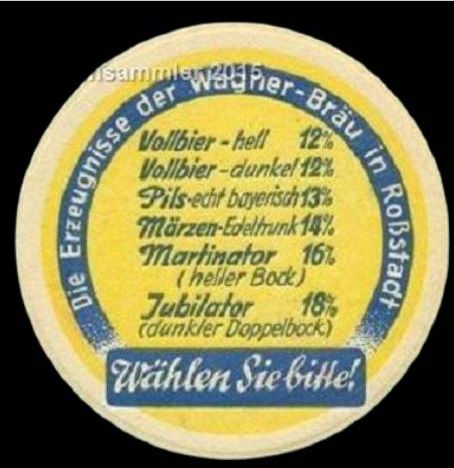 Die Erzeugnisse der Wagner-Bräu in Roßstadt
Vollbier - hell 12%
Vollbier - dunkel 12%
Pils-echt bayerisch 13%
Märzen-Edeltrunk 14%
Martinator 16%
(heller Bock)
Jubilator 18%
(dunkler Doppelbock)
Wählen Sie bitte!